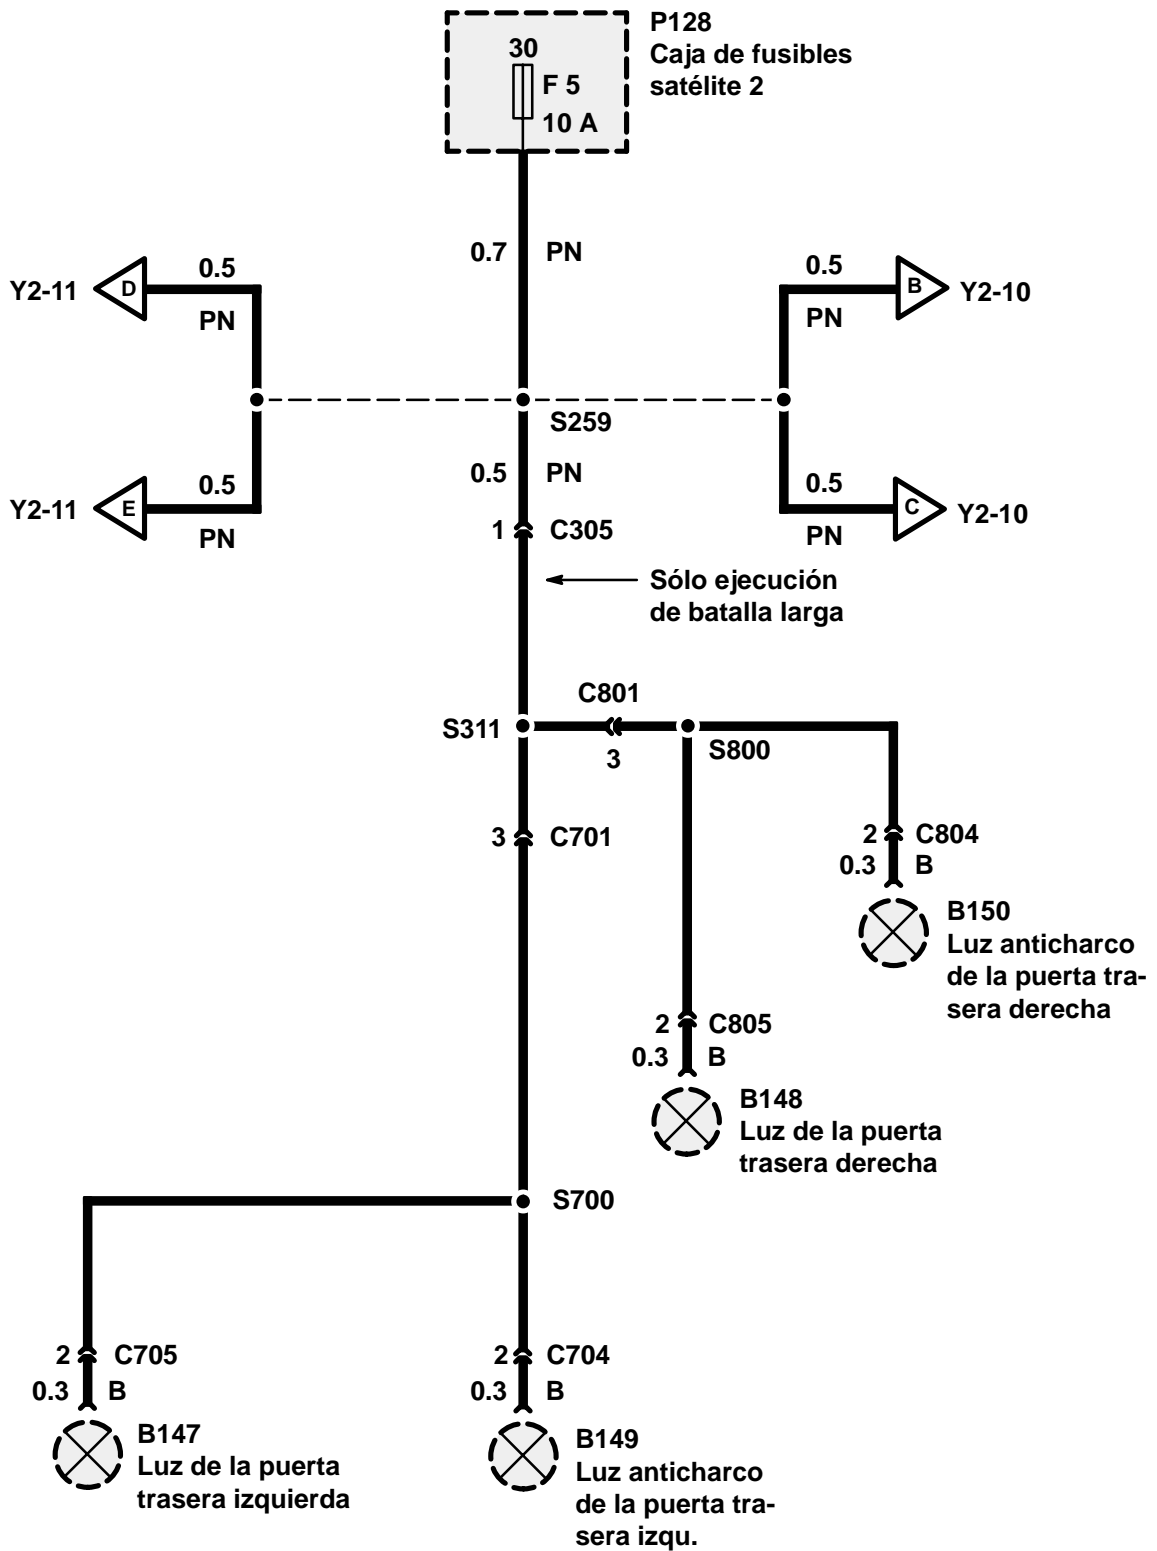 P128
Caja de fusibles
satélite 2
30
F 5
10 A
0.7 PN
Y2-11 D 0.5
PN
0.5 B Y2-10
PN
S259
0.5 PN
Y2-11 E 0.5
PN
0.5 C Y2-10
PN
1 C305
Sólo ejecución
de batalla larga
C801
S311
3
S800
3 C701
2 C804
0.3 B
B150
Luz anticharco
de la puerta tra-
sera derecha
2 C805
0.3 B
B148
Luz de la puerta
trasera derecha
S700
2 C705
0.3 B
B147
Luz de la puerta
trasera izquierda
2 C704
0.3 B
B149
Luz anticharco
de la puerta tra-
sera izqu.